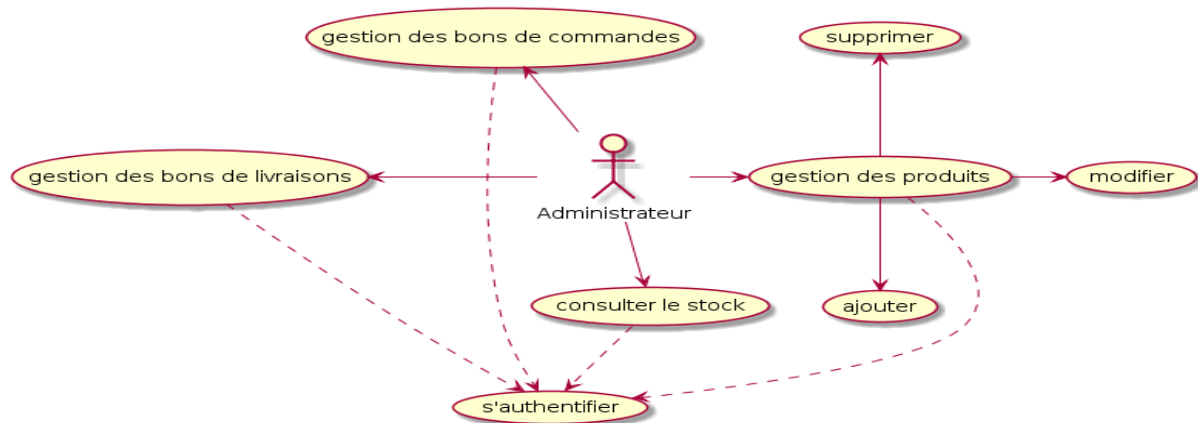 gestion des bons de commandes
supprimer
gestion des bons de livraisons
gestion des produits
modifier
Administrateur
consulter le stock
ajouter
s'authentifier